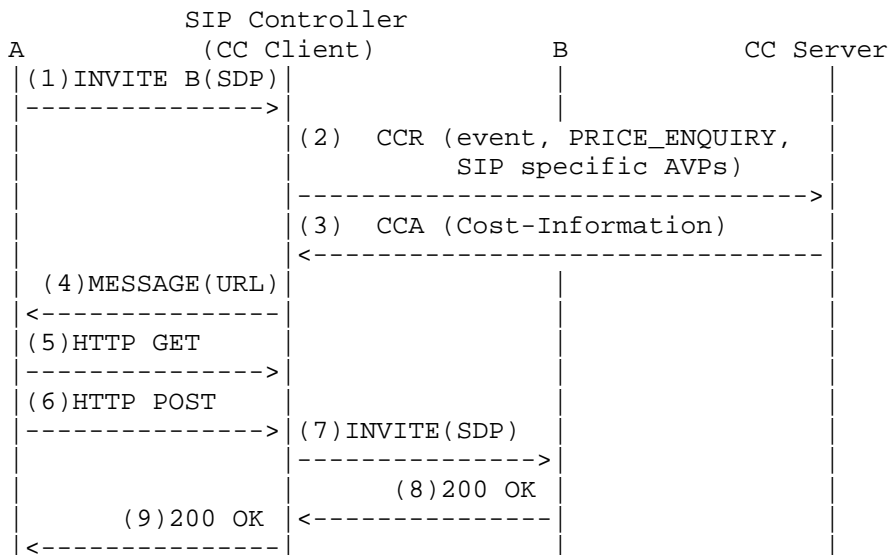 SIP Controller
A (CC Client) B CC Server
(1)INVITE B(SDP)
(2) CCR (event, PRICE_ENQUIRY,
SIP specific AVPs)
(3) CCA (Cost-Information)
(4)MESSAGE(URL)
(5)HTTP GET
(6)HTTP POST
(7)INVITE(SDP)
(8)200 OK
(9)200 OK